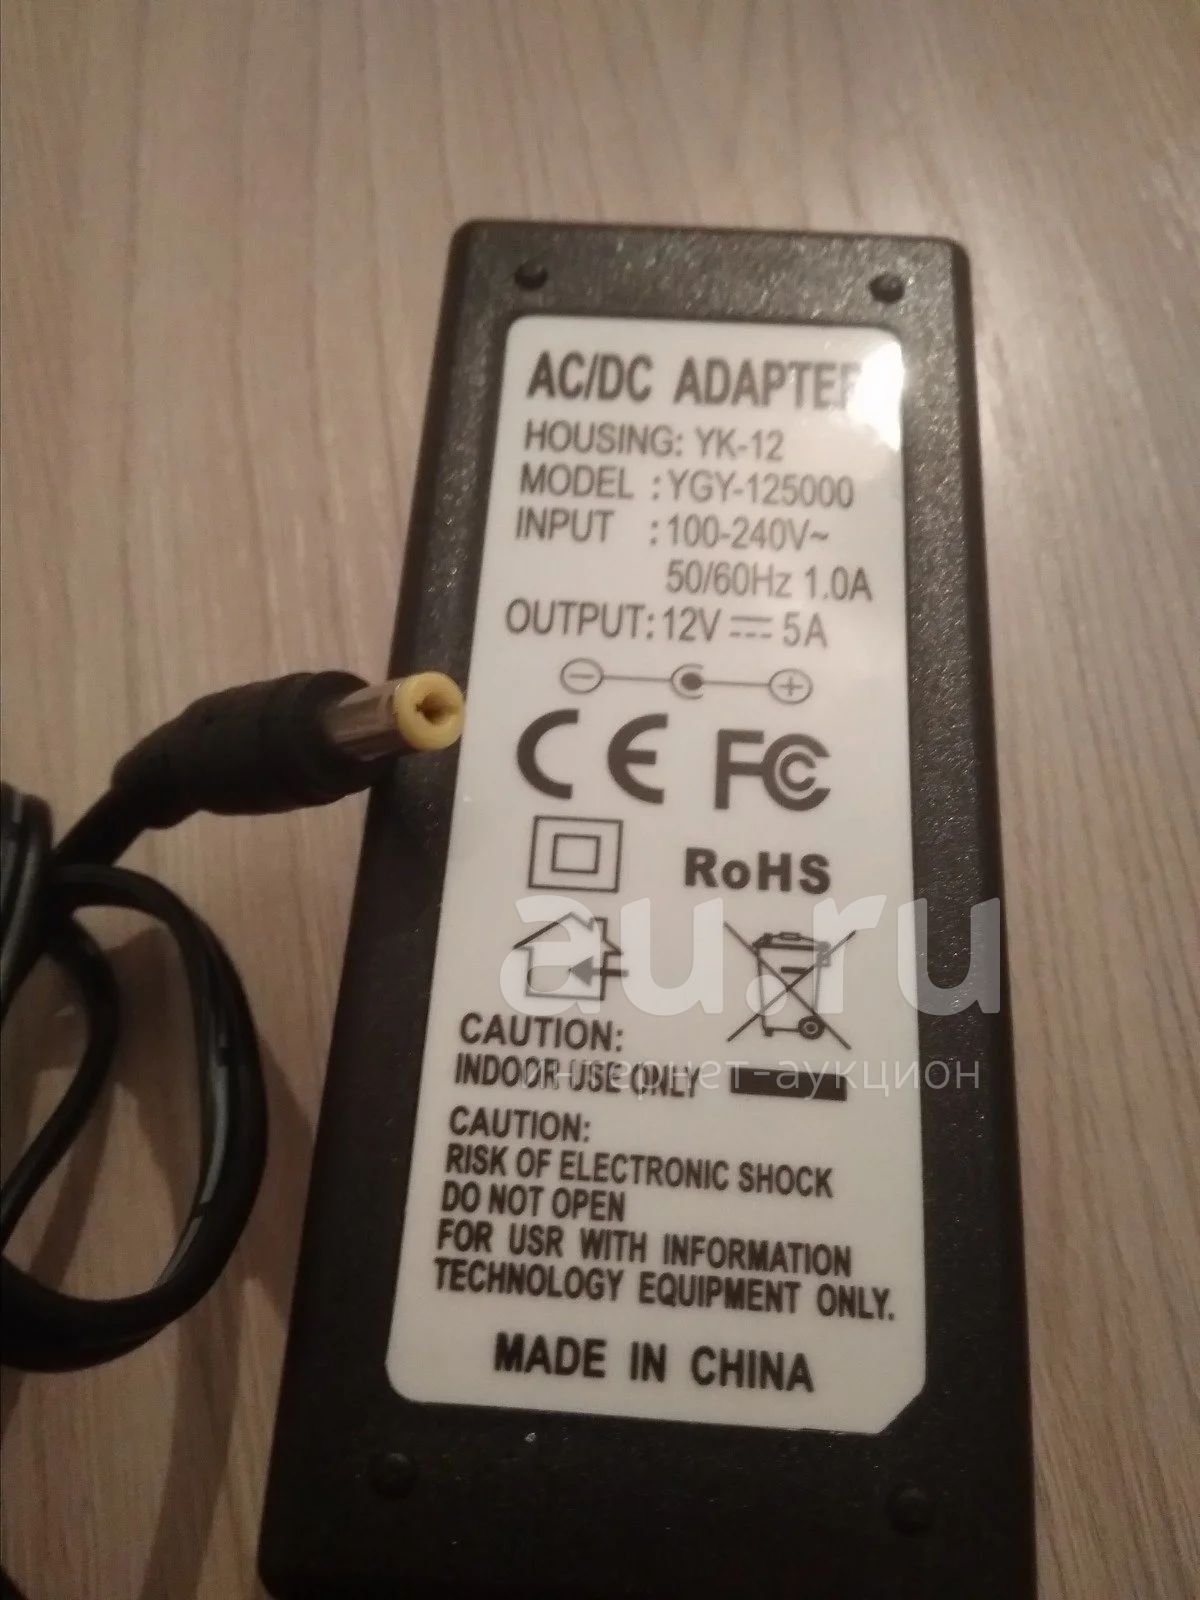 AC/DC ADAPTER
HOUSING: YK-12
MODEL : YGY-125000
INPUT : 100-240V~
50/60Hz 1.0A
OUTPUT: 12V ⎓ 5A
CE FC
RoHS
au.ru
интернет-аукцион
CAUTION:
INDOOR USE ONLY
CAUTION:
RISK OF ELECTRONIC SHOCK
DO NOT OPEN
FOR USR WITH INFORMATION
TECHNOLOGY EQUIPMENT ONLY.
MADE IN CHINA